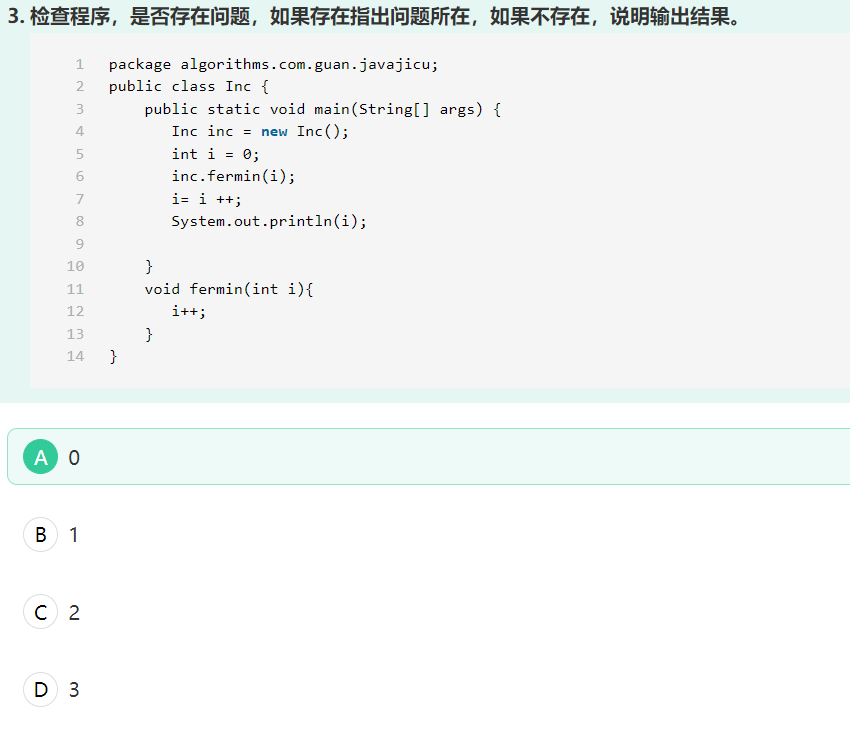 3. 检查程序，是否存在问题，如果存在指出问题所在，如果不存在，说明输出结果。
1 package algorithms.com.guan.javajicu;
2 public class Inc {
3     public static void main(String[] args) {
4        Inc inc = new Inc();
5        int i = 0;
6        inc.fermin(i);
7        i= i ++;
8        System.out.println(i);
9
10     }
11     void fermin(int i){
12        i++;
13     }
14 }
A 0
B 1
C 2
D 3